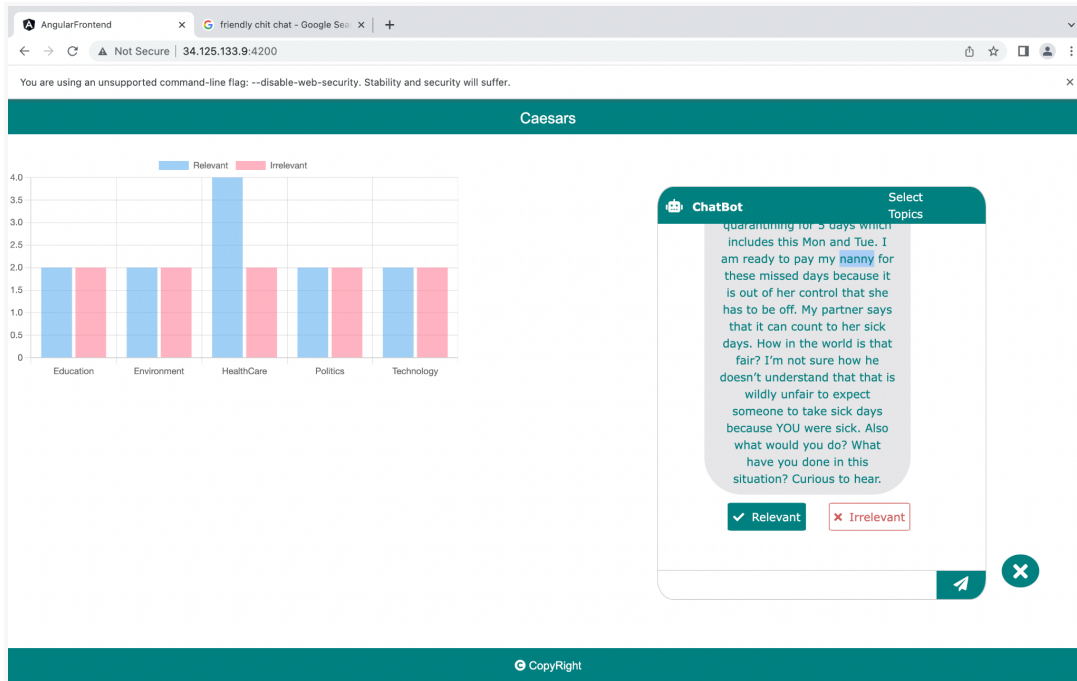 AngularFrontend
friendly chit chat - Google Sea
Not Secure
34.125.133.9:4200
You are using an unsupported command-line flag: --disable-web-security. Stability and security will suffer.
Caesars
Relevant
Irrelevant
4.0
3.5
3.0
2.5
2.0
1.5
1.0
0.5
0
Education
Environment
HealthCare
Politics
Technology
ChatBot
Select
Topics
quarantining for 5 days which
includes this Mon and Tue. I
am ready to pay my nanny for
these missed days because it
is out of her control that she
has to be off. My partner says
that it can count to her sick
days. How in the world is that
fair? I'm not sure how he
doesn't understand that that is
wildly unfair to expect
someone to take sick days
because YOU were sick. Also
what would you do? What
have you done in this
situation? Curious to hear.
Relevant
Irrelevant
CopyRight